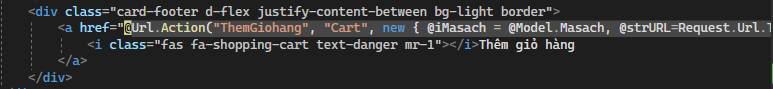 <div class="card-footer d-flex justify-content-between bg-light border">
<a href="@Url.Action("ThemGiohang", "Cart", new { @iMasach = @Model.Masach, @strURL=Request.Url.
<i class="fas fa-shopping-cart text-danger mr-1"></i>Thêm giỏ hàng
</a>
</div>